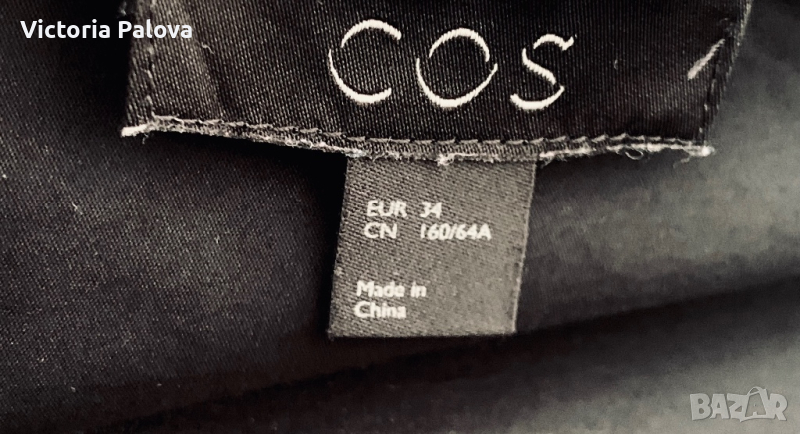 Victoria Palova
COS
EUR 34
CN 160/64A
Made in
China
BAZAR